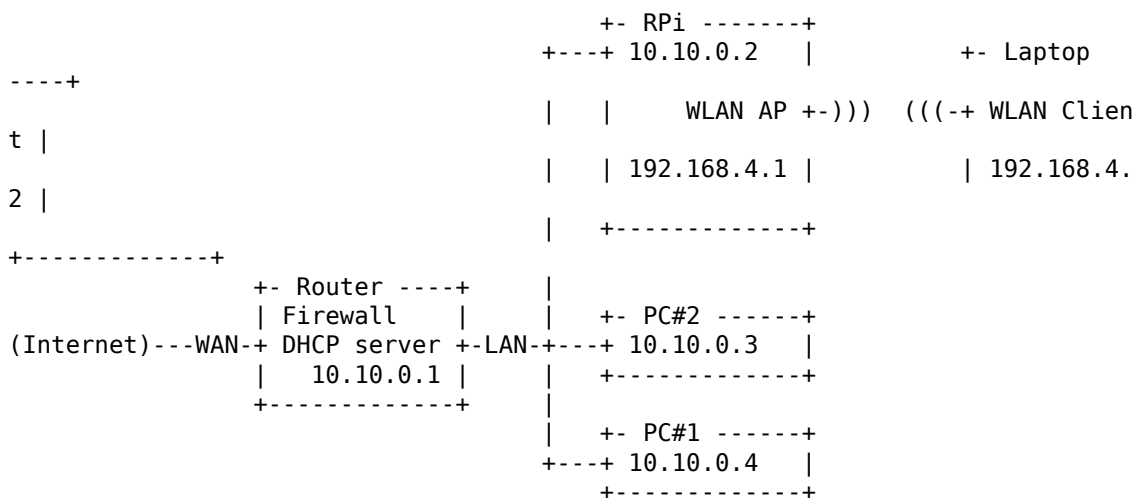 +- RPi -------+
+---+ 10.10.0.2   |          +- Laptop
----+
|   |     WLAN AP +-)))  (((-+ WLAN Clien
t |
|   | 192.168.4.1 |          | 192.168.4.
2 |
|   +-------------+
+-------------+
+- Router ----+     |
| Firewall    |     |   +- PC#2 ------+
(Internet)---WAN-+ DHCP server +-LAN-+---+ 10.10.0.3   |
|   10.10.0.1 |     |   +-------------+
+-------------+     |
|   +- PC#1 ------+
+---+ 10.10.0.4   |
+-------------+